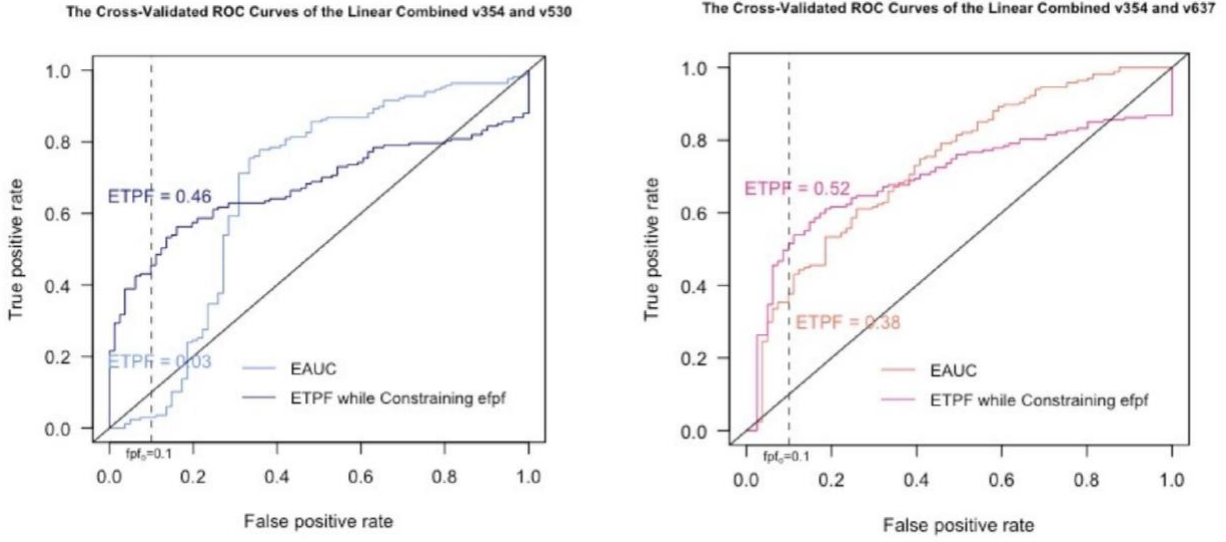 The Cross-Validated ROC Curves of the Linear Combined v354 and v530
True positive rate
1.0
0.8
0.6
0.4
0.2
0.0
ETPF = 0.46
ETPF = 0.03
EAUC
ETPF while Constraining efpf
fpf₀=0.1
0.0 0.2 0.4 0.6 0.8 1.0
False positive rate
The Cross-Validated ROC Curves of the Linear Combined v354 and v637
True positive rate
1.0
0.8
0.6
0.4
0.2
0.0
ETPF = 0.52
ETPF = 0.38
EAUC
ETPF while Constraining efpf
fpf₀=0.1
0.0 0.2 0.4 0.6 0.8 1.0
False positive rate